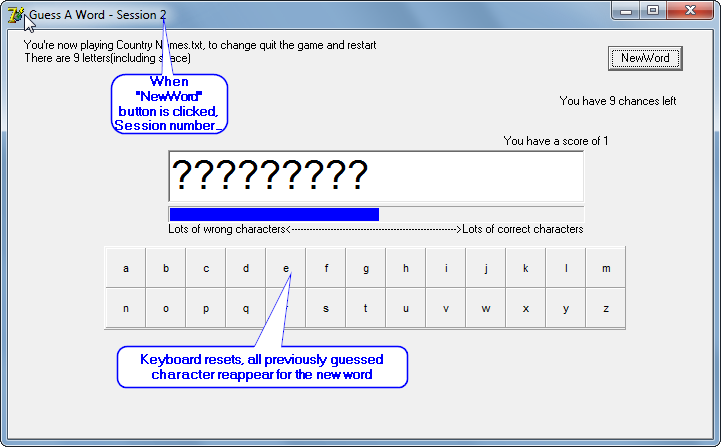 Guess A Word - Session 2
You're now playing Country Names.txt, to change quit the game and restart
There are 9 letters(including space)
NewWord
When
"NewWord"
button is clicked,
Session number...
You have 9 chances left
You have a score of 1
?????????
Lots of wrong characters<-------------------------------------------------------->Lots of correct characters
a b c d e f g h i j k l m
n o p q r s t u v w x y z
Keyboard resets, all previously guessed
character reappear for the new word